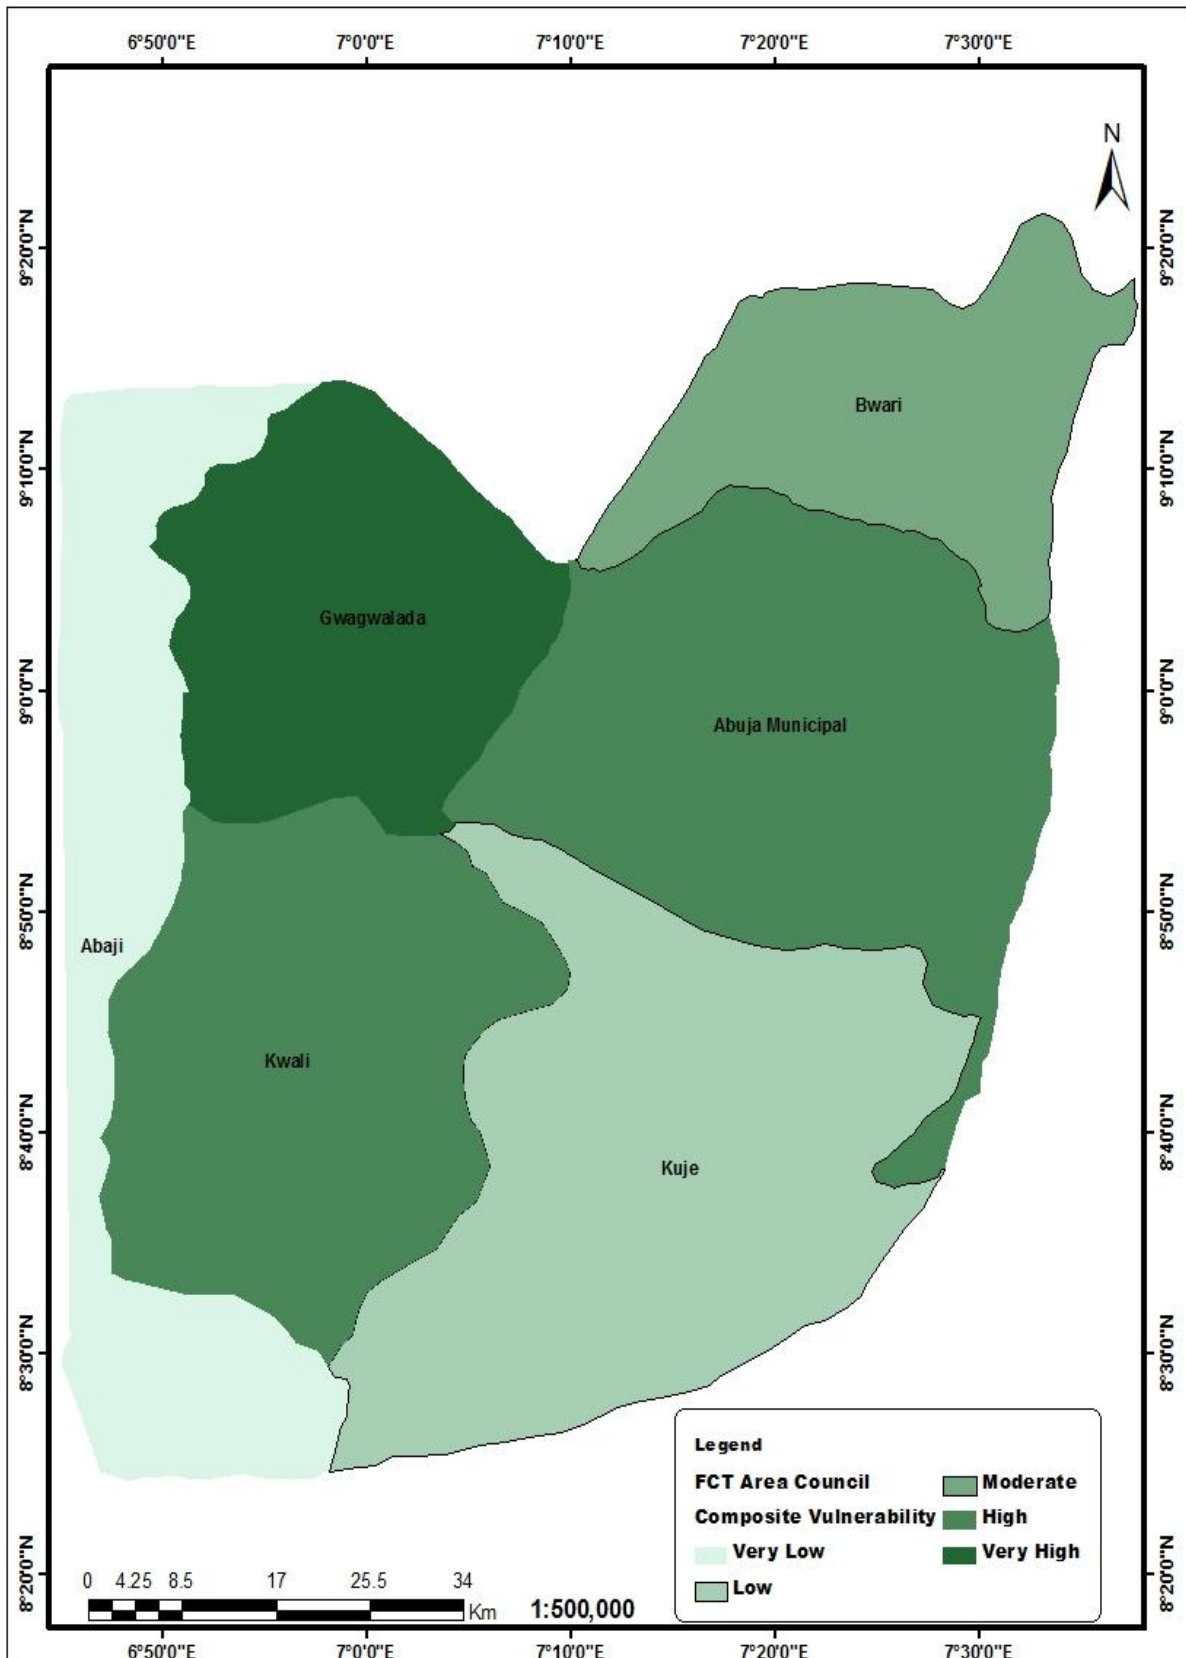 6°50'0"E 7°0'0"E 7°10'0"E 7°20'0"E 7°30'0"E
N
9°20'0"N 9°20'0"N
Bwari
9°10'0"N 9°10'0"N
Gwagwalada
9°0'0"N 9°0'0"N
Abuja Municipal
8°50'0"N 8°50'0"N
Abaji
Kwali
8°40'0"N 8°40'0"N
Kuje
8°30'0"N 8°30'0"N
Legend
FCT Area Council Moderate
Composite Vulnerability High
Very Low Very High
Low
8°20'0"N 8°20'0"N
0 4.25 8.5 17 25.5 34
Km 1:500,000
6°50'0"E 7°0'0"E 7°10'0"E 7°20'0"E 7°30'0"E